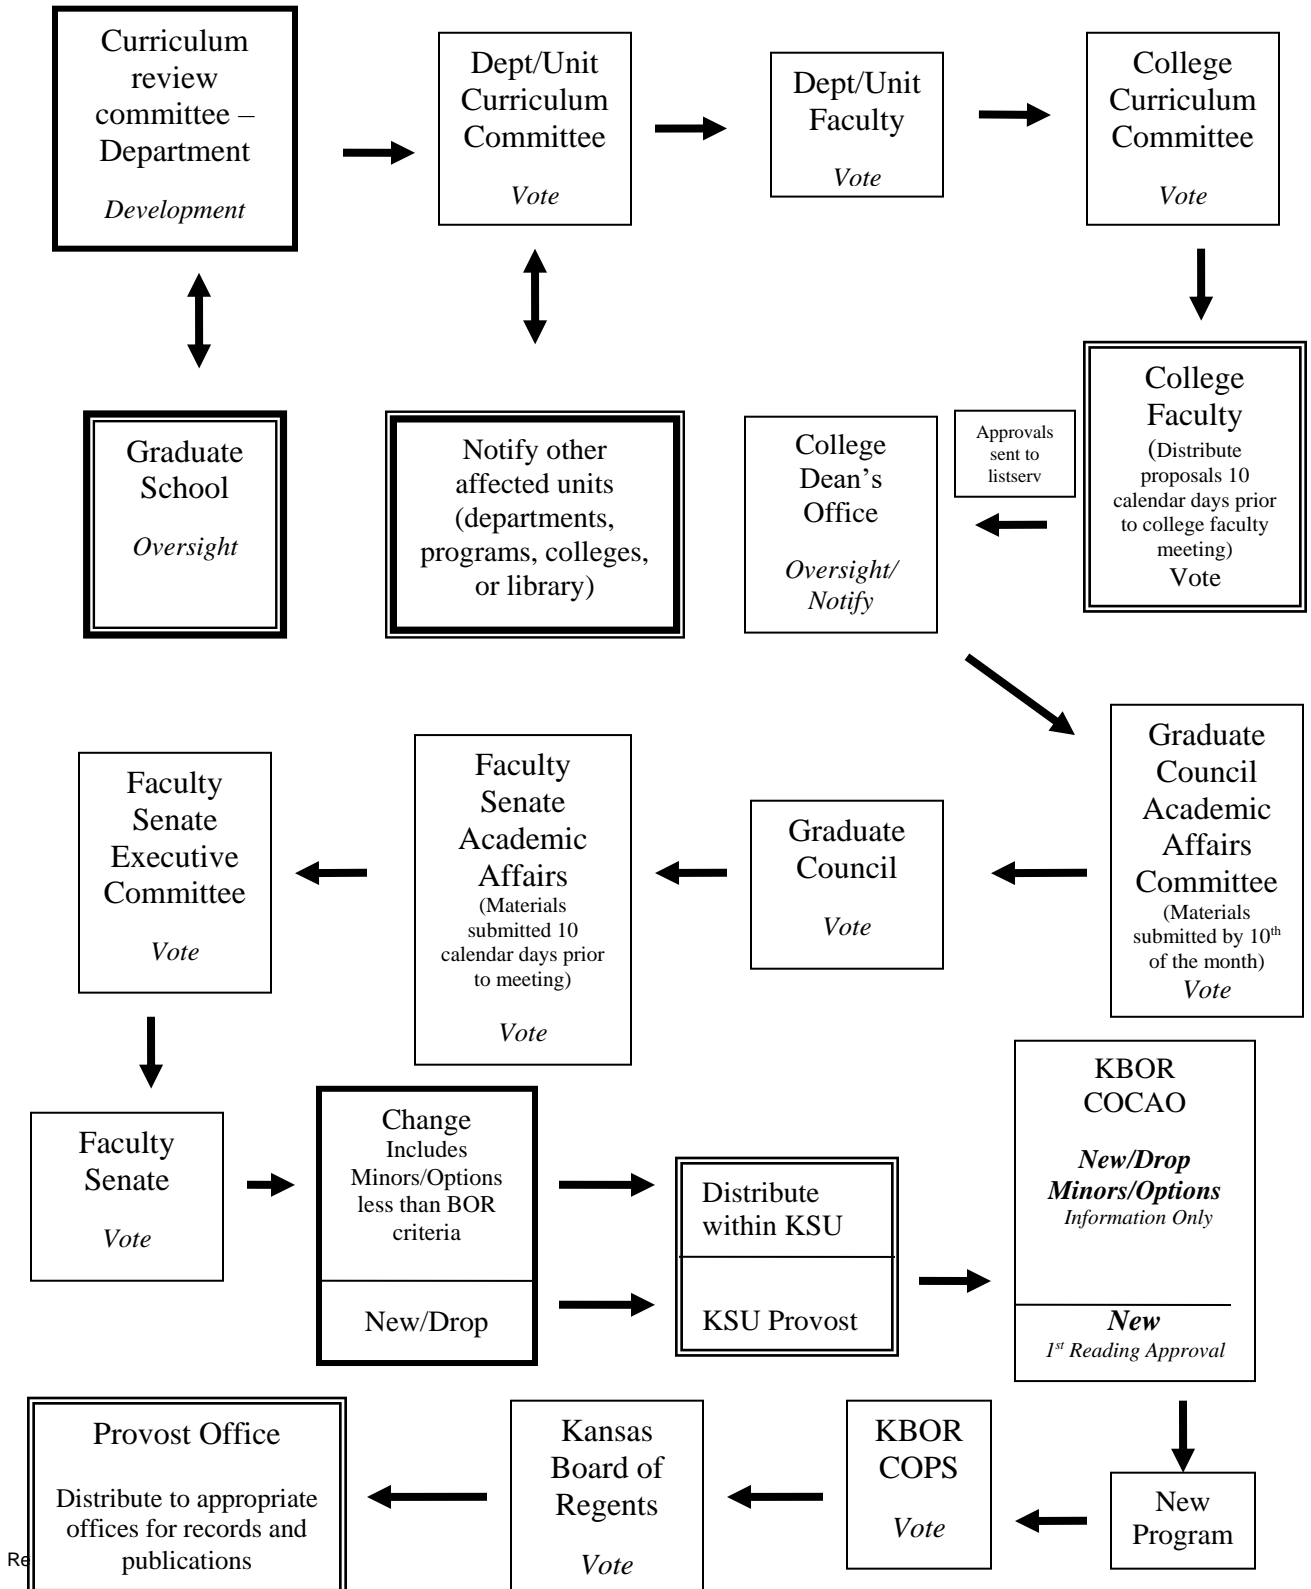 Curriculum
review
committee –
Department
Development
Dept/Unit
Curriculum
Committee
Vote
Dept/Unit
Faculty
Vote
College
Curriculum
Committee
Vote
Graduate
School
Oversight
Notify other
affected units
(departments,
programs, colleges,
or library)
College
Dean’s
Office
Oversight/
Notify
Approvals
sent to
listserv
College
Faculty
(Distribute
proposals 10
calendar days prior
to college faculty
meeting)
Vote
Faculty
Senate
Executive
Committee
Vote
Faculty
Senate
Academic
Affairs
(Materials
submitted 10
calendar days prior
to meeting)
Vote
Graduate
Council
Vote
Graduate
Council
Academic
Affairs
Committee
(Materials
submitted by 10th
of the month)
Vote
Faculty
Senate
Vote
Change
Includes
Minors/Options
less than BOR
criteria
New/Drop
Distribute
within KSU
KSU Provost
KBOR
COCAO
New/Drop
Minors/Options
Information Only
New
1st Reading Approval
Provost Office
Distribute to appropriate
offices for records and
publications
Kansas
Board of
Regents
Vote
KBOR
COPS
Vote
New
Program
Re